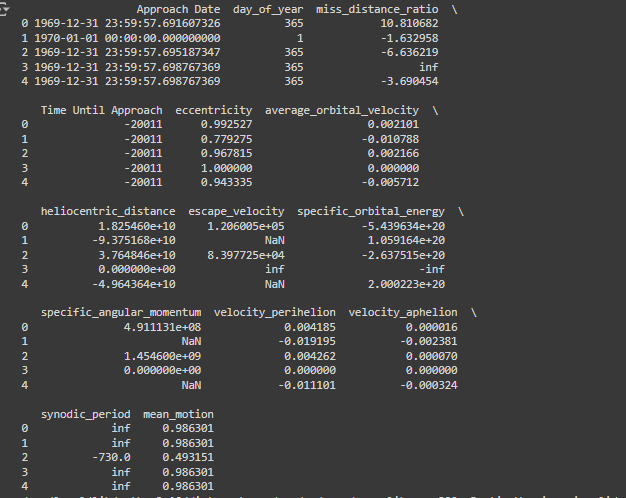 Approach Date day_of_year miss_distance_ratio \
0 1969-12-31 23:59:57.691607326 365 10.810682
1 1970-01-01 00:00:00.000000000 1 -1.632958
2 1969-12-31 23:59:57.695187347 365 -6.636219
3 1969-12-31 23:59:57.698767369 365 inf
4 1969-12-31 23:59:57.698767369 365 -3.690454
Time Until Approach eccentricity average_orbital_velocity \
0 -20011 0.992527 0.002101
1 -20011 0.779275 -0.010788
2 -20011 0.967815 0.002166
3 -20011 1.000000 0.000000
4 -20011 0.943335 -0.005712
heliocentric_distance escape_velocity specific_orbital_energy \
0 1.825460e+10 1.206005e+05 -5.439634e+20
1 -9.375168e+10 NaN 1.059164e+20
2 3.764846e+10 8.397725e+04 -2.637515e+20
3 0.000000e+00 inf -inf
4 -4.964364e+10 NaN 2.000223e+20
specific_angular_momentum velocity_perihelion velocity_aphelion \
0 4.911131e+08 0.004185 0.000016
1 NaN -0.019195 -0.002381
2 1.454600e+09 0.004262 0.000070
3 0.000000e+00 0.000000 0.000000
4 NaN -0.011101 -0.000324
synodic_period mean_motion
0 inf 0.986301
1 inf 0.986301
2 -730.0 0.493151
3 inf 0.986301
4 inf 0.986301